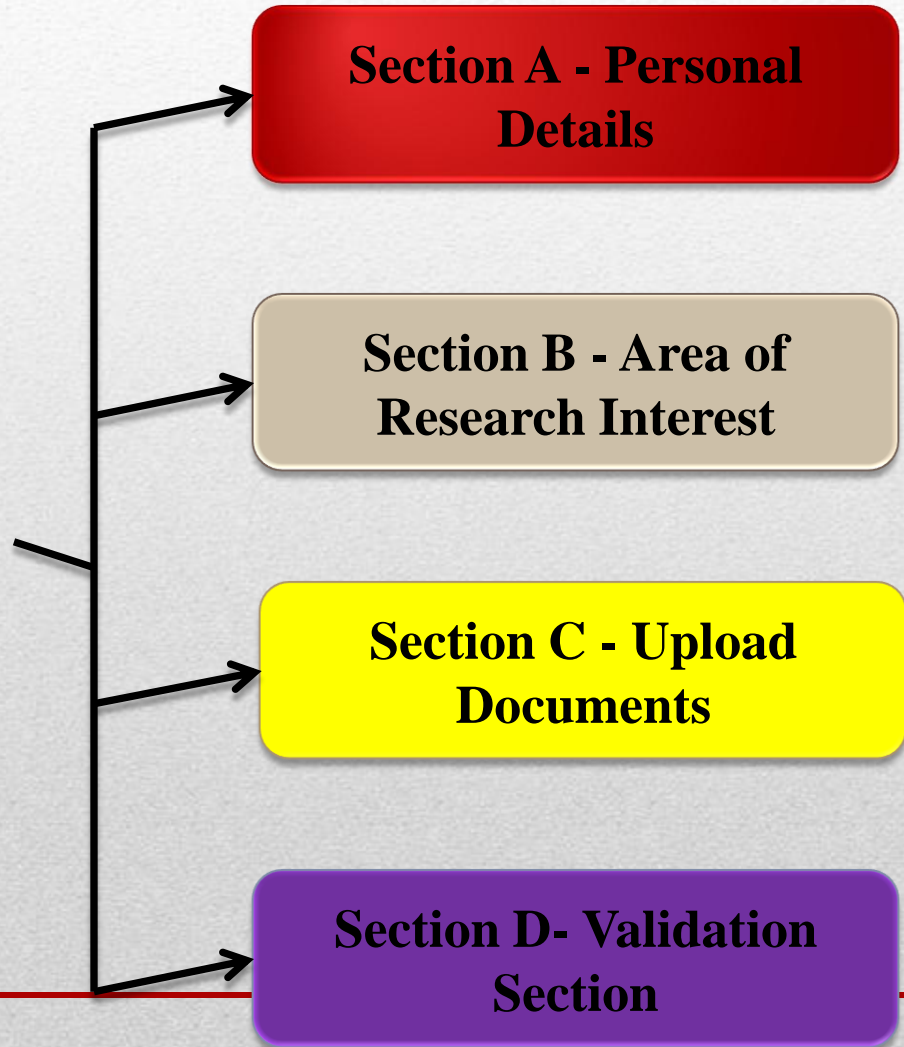 Section A - Personal
Details
Section B - Area of
Research Interest
Section C - Upload
Documents
Section D- Validation
Section